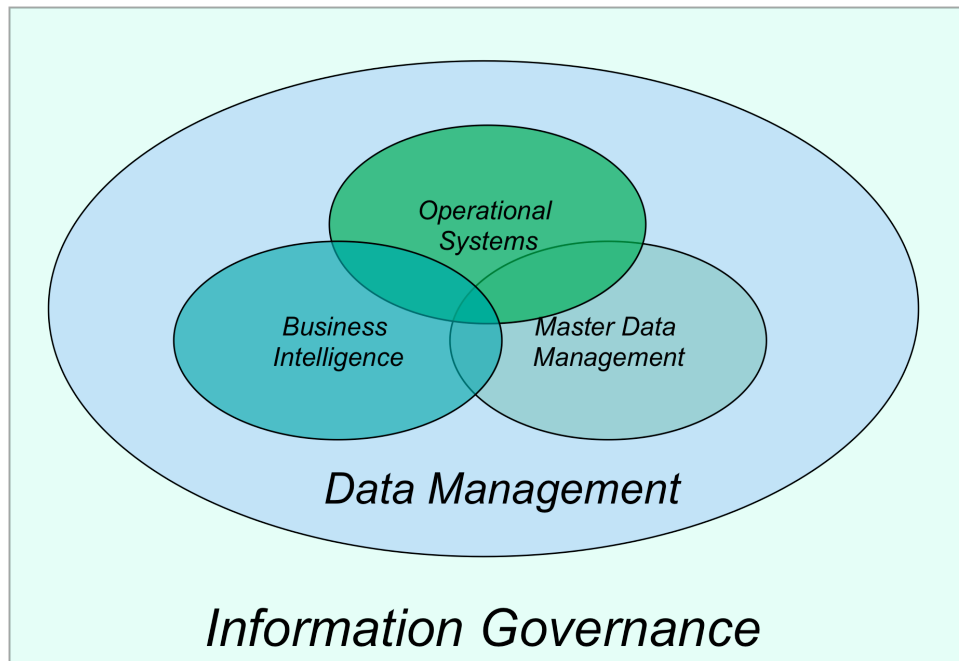 Operational
Systems
Business
Intelligence
Master Data
Management
Data Management
Information Governance